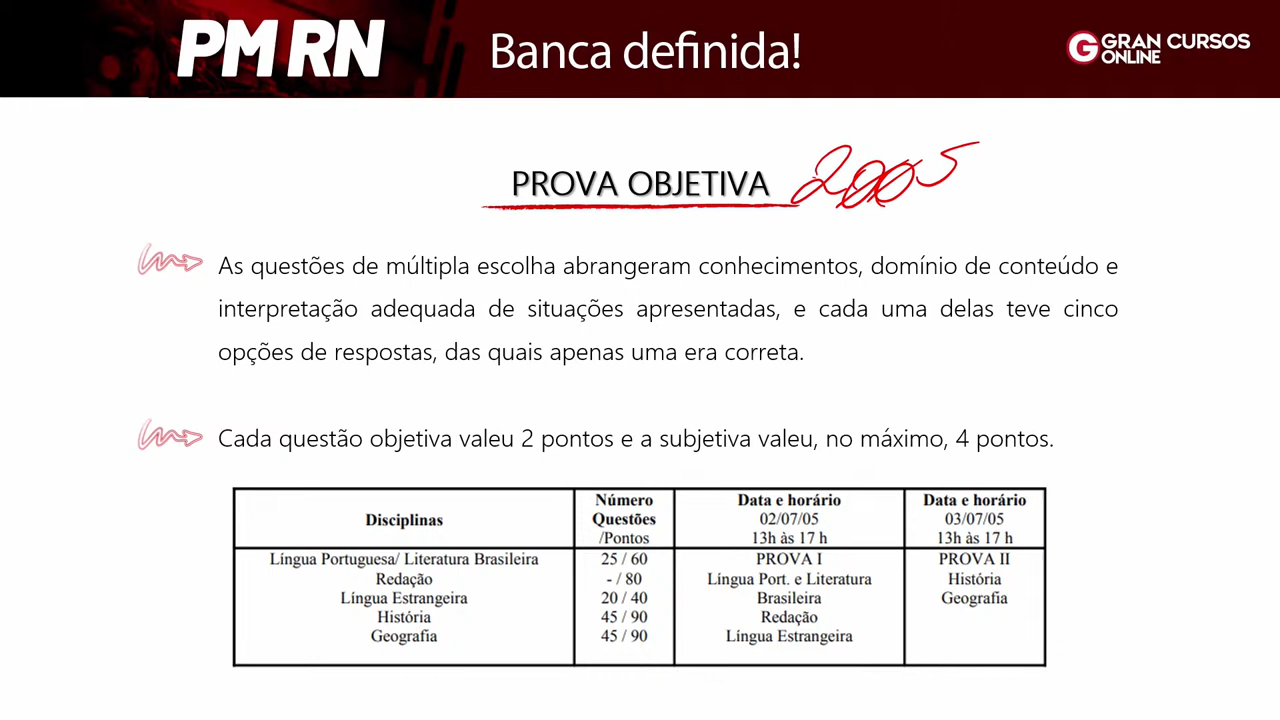 PM RN
Banca definida!
GRAN CURSOS
ONLINE
PROVA OBJETIVA 2005
As questões de múltipla escolha abrangeram conhecimentos, domínio de conteúdo e
interpretação adequada de situações apresentadas, e cada uma delas teve cinco
opções de respostas, das quais apenas uma era correta.
Cada questão objetiva valeu 2 pontos e a subjetiva valeu, no máximo, 4 pontos.
Disciplinas
Número
Questões
/Pontos
Data e horário
02/07/05
13h às 17 h
Data e horário
03/07/05
13h às 17 h
Língua Portuguesa/ Literatura Brasileira 25 / 60 PROVA I PROVA II
Redação - / 80 Língua Port. e Literatura História
Língua Estrangeira 20 / 40 Brasileira Geografia
História 45 / 90 Redação
Geografia 45 / 90 Língua Estrangeira